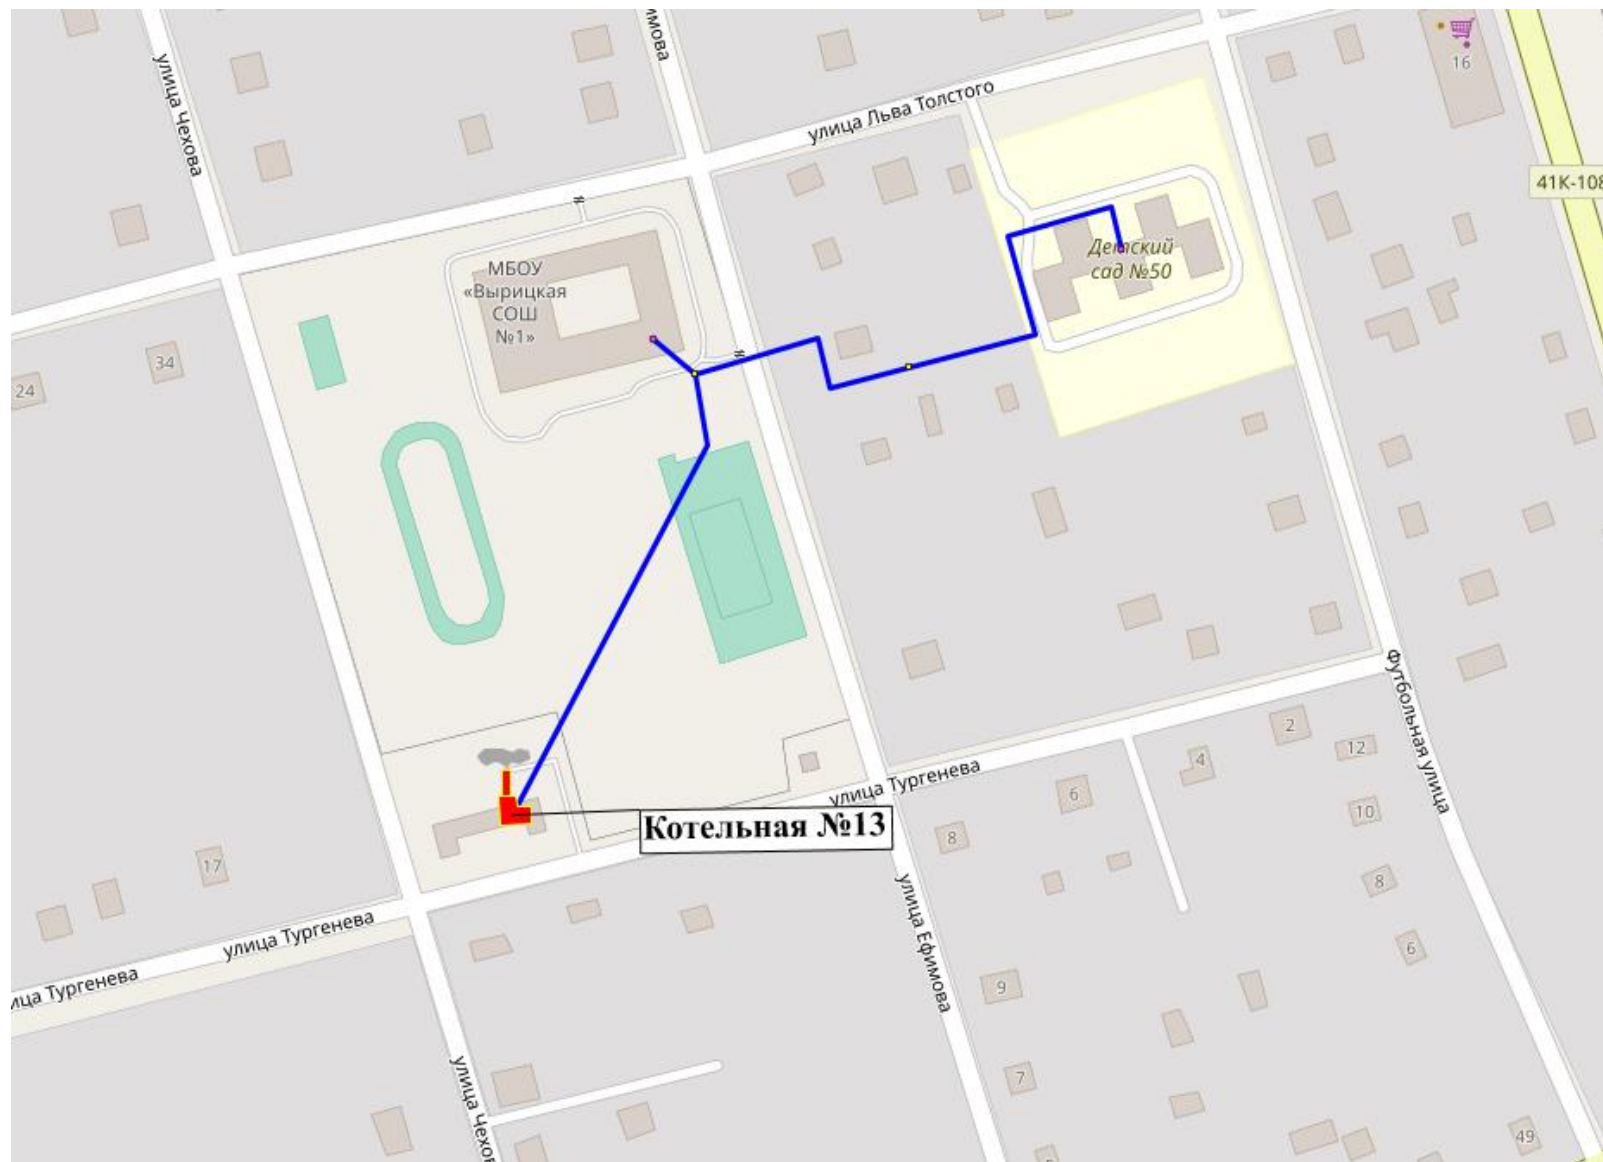 улица Чехова
имова
16
улица Льва Толстого
41К-108
МБОУ
«Вырицкая
СОШ
№1»
Детский
сад №50
34
24
Футбольная улица
2
12
4
6
10
улица Тургенева
Котельная №13
8
17
8
улица Ефимова
улица Тургенева
6
ица Тургенева
9
улица Чехов
7
49